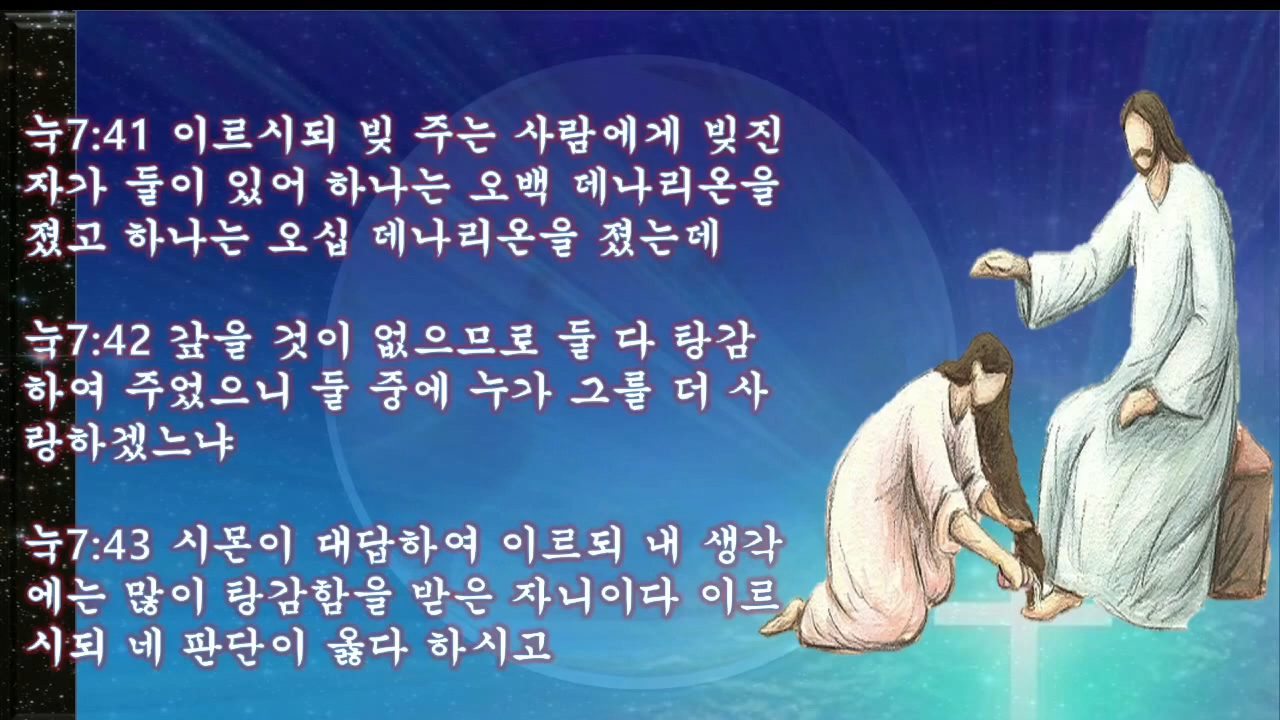 눅7:41 이르시되 빚 주는 사람에게 빚진
자가 둘이 있어 하나는 오백 데나리온을
졌고 하나는 오십 데나리온을 졌는데
눅7:42 갚을 것이 없으므로 둘 다 탕감
하여 주었으니 둘 중에 누가 그를 더 사
랑하겠느냐
눅7:43 시몬이 대답하여 이르되 내 생각
에는 많이 탕감함을 받은 자니이다 이르
시되 네 판단이 옳다 하시고